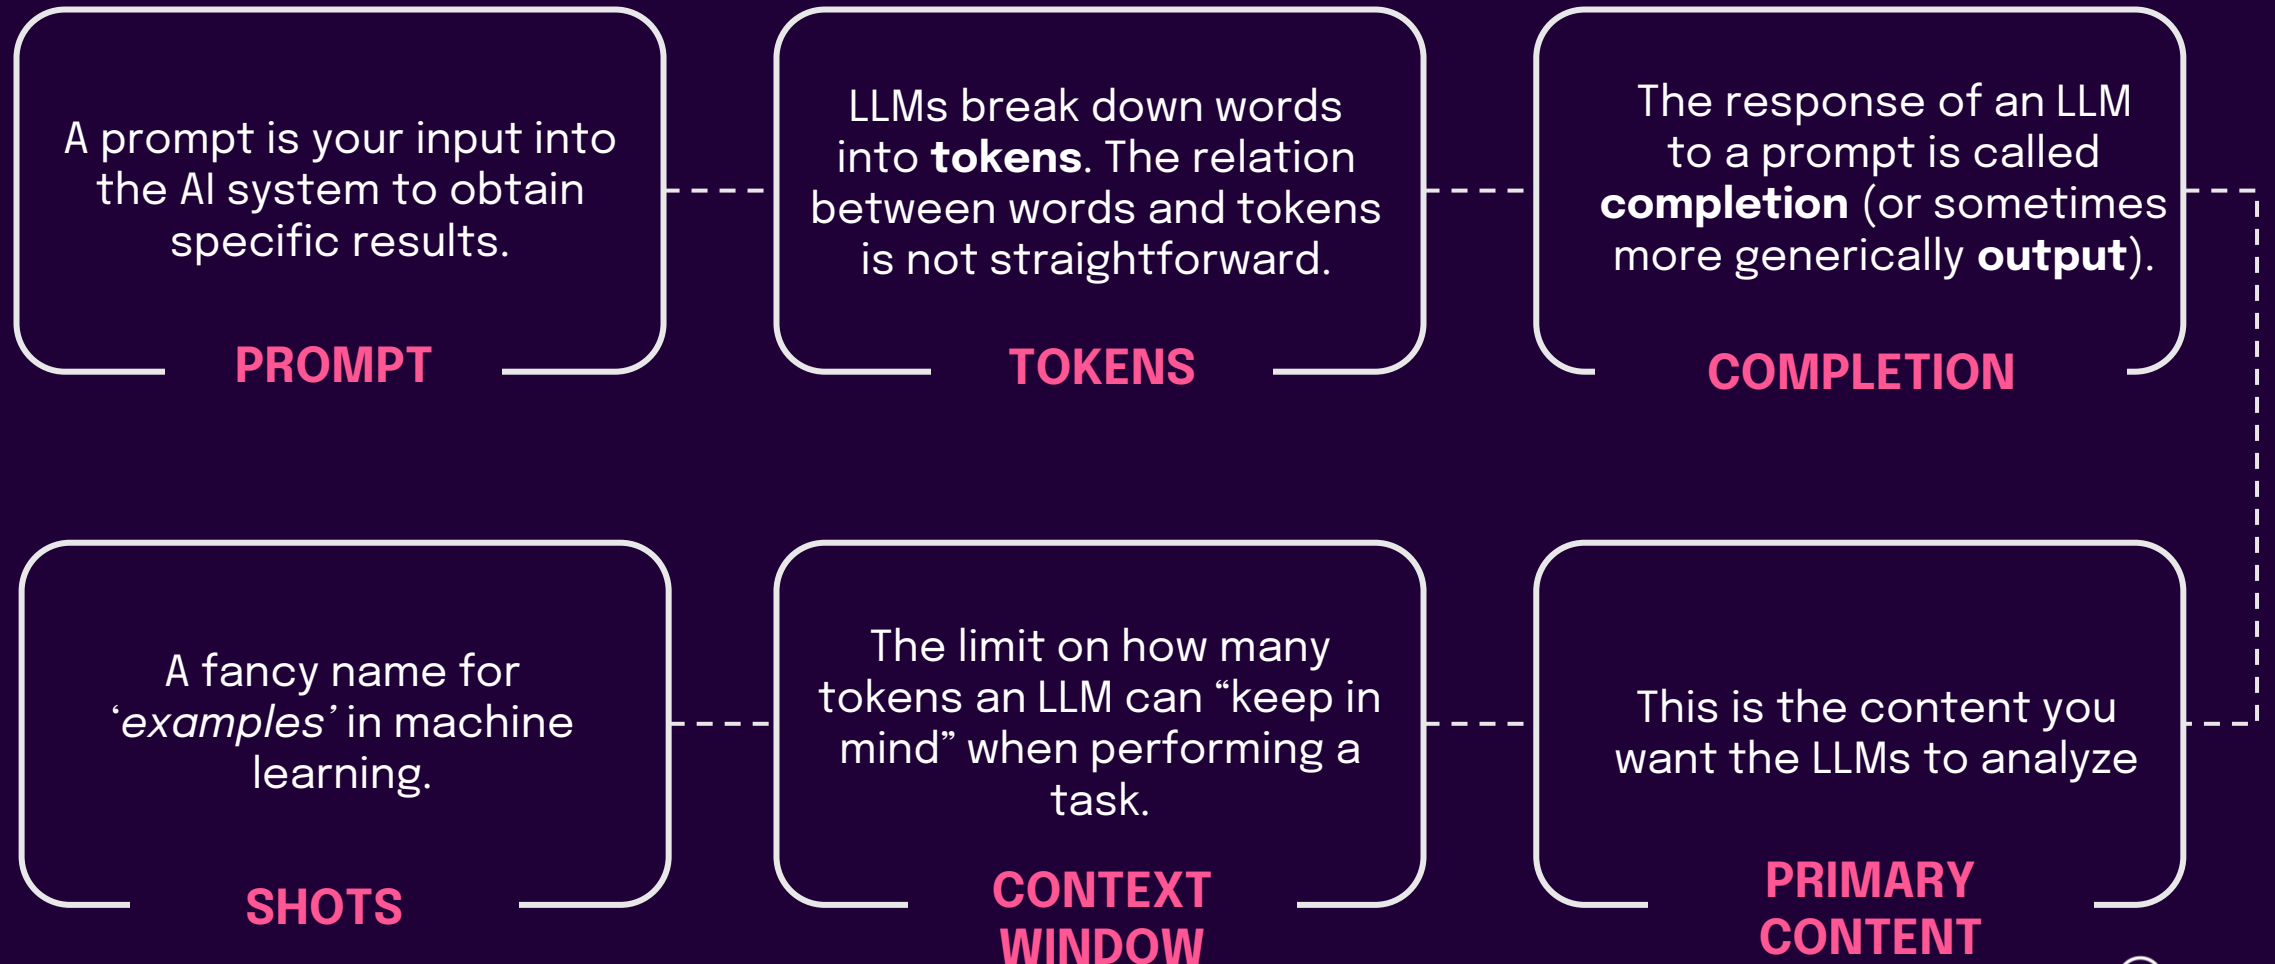 A prompt is your input into
the AI system to obtain
specific results.
PROMPT
LLMs break down words
into tokens. The relation
between words and tokens
is not straightforward.
TOKENS
The response of an LLM
to a prompt is called
completion (or sometimes
more generically output).
COMPLETION
A fancy name for
‘examples’ in machine
learning.
SHOTS
The limit on how many
tokens an LLM can “keep in
mind” when performing a
task.
CONTEXT
WINDOW
This is the content you
want the LLMs to analyze
PRIMARY
CONTENT